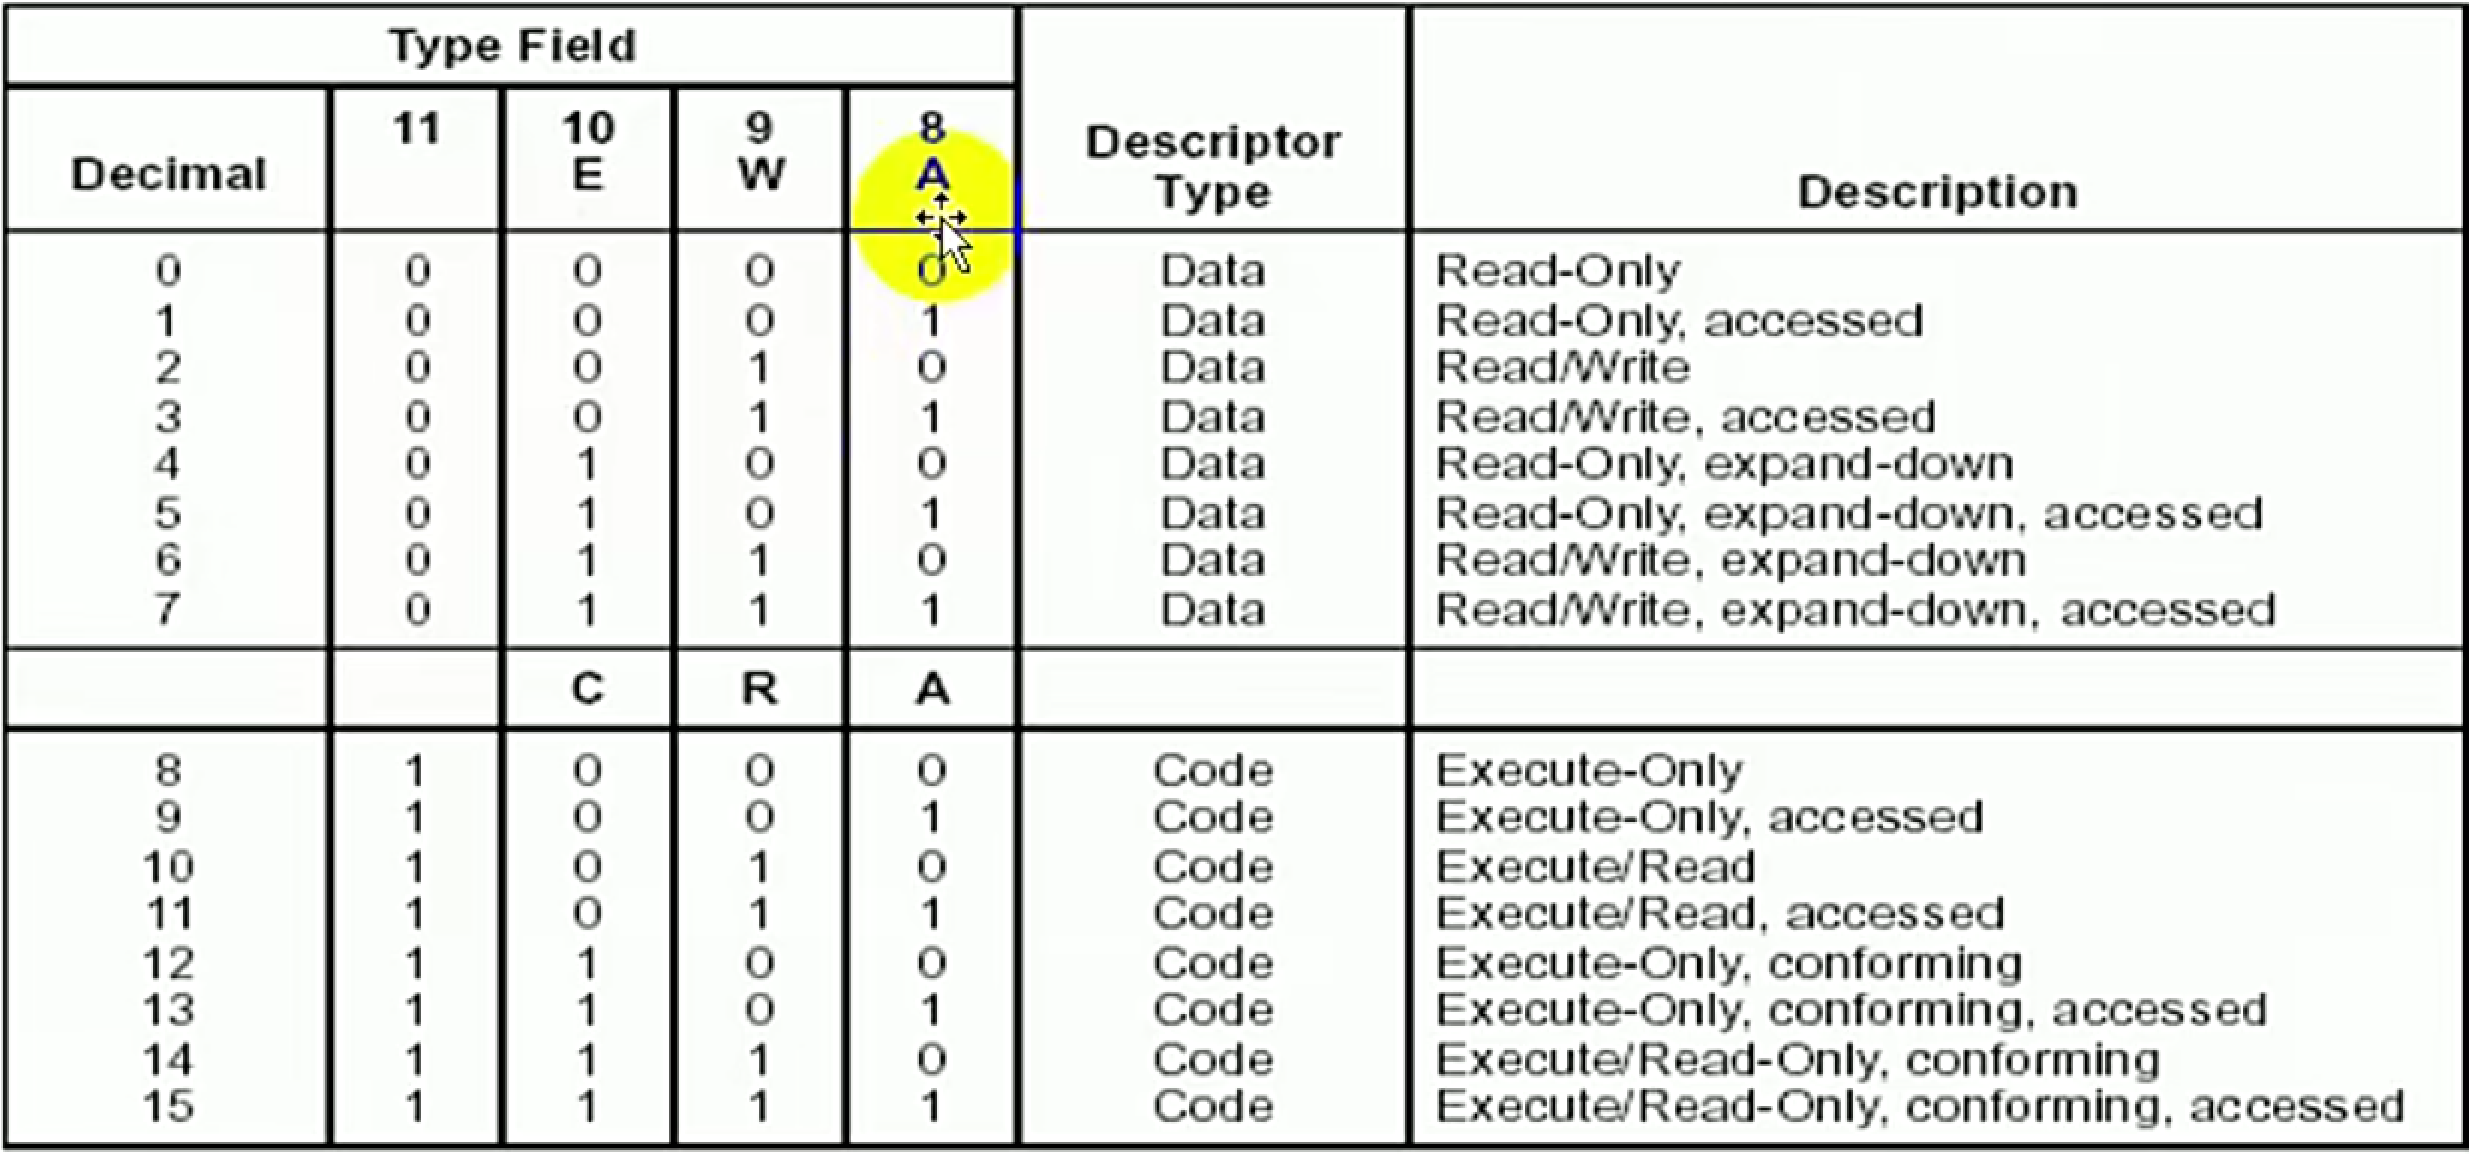 Type Field
Decimal 11 10 9 8 Descriptor Description
E W A Type
0 0 0 0 0 Data Read-Only
1 0 0 0 1 Data Read-Only, accessed
2 0 0 1 0 Data Read/Write
3 0 0 1 1 Data Read/Write, accessed
4 0 1 0 0 Data Read-Only, expand-down
5 0 1 0 1 Data Read-Only, expand-down, accessed
6 0 1 1 0 Data Read/Write, expand-down
7 0 1 1 1 Data Read/Write, expand-down, accessed
C R A
8 1 0 0 0 Code Execute-Only
9 1 0 0 1 Code Execute-Only, accessed
10 1 0 1 0 Code Execute/Read
11 1 0 1 1 Code Execute/Read, accessed
12 1 1 0 0 Code Execute-Only, conforming
13 1 1 0 1 Code Execute-Only, conforming, accessed
14 1 1 1 0 Code Execute/Read-Only, conforming
15 1 1 1 1 Code Execute/Read-Only, conforming, accessed